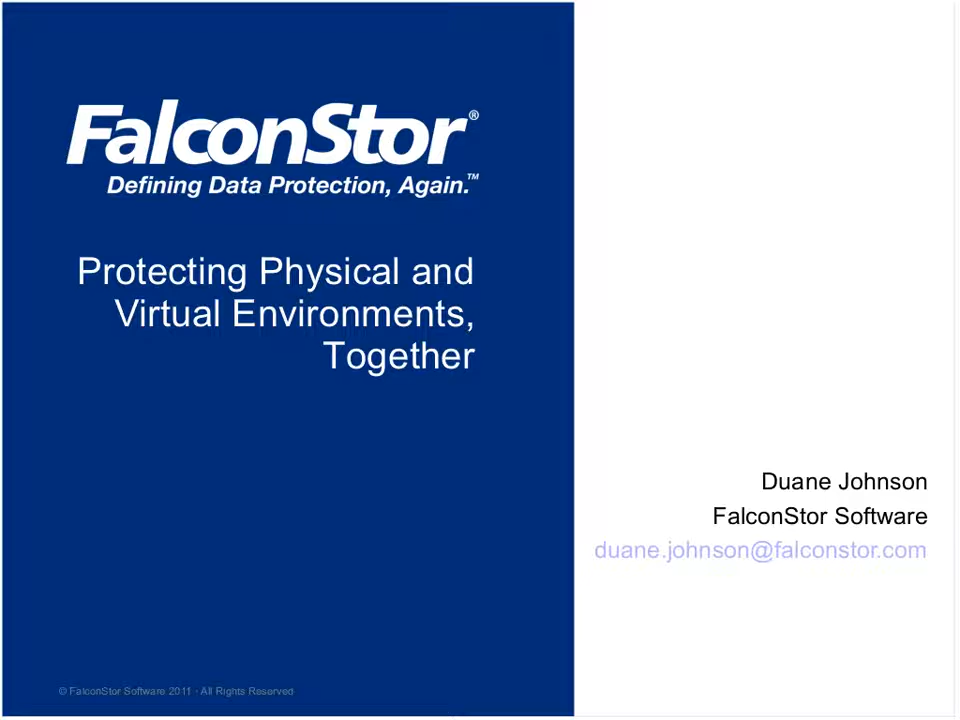 FalconStor®
Defining Data Protection, Again.™
Protecting Physical and
Virtual Environments,
Together
Duane Johnson
FalconStor Software
duane.johnson@falconstor.com
© FalconStor Software 2011 · All Rights Reserved